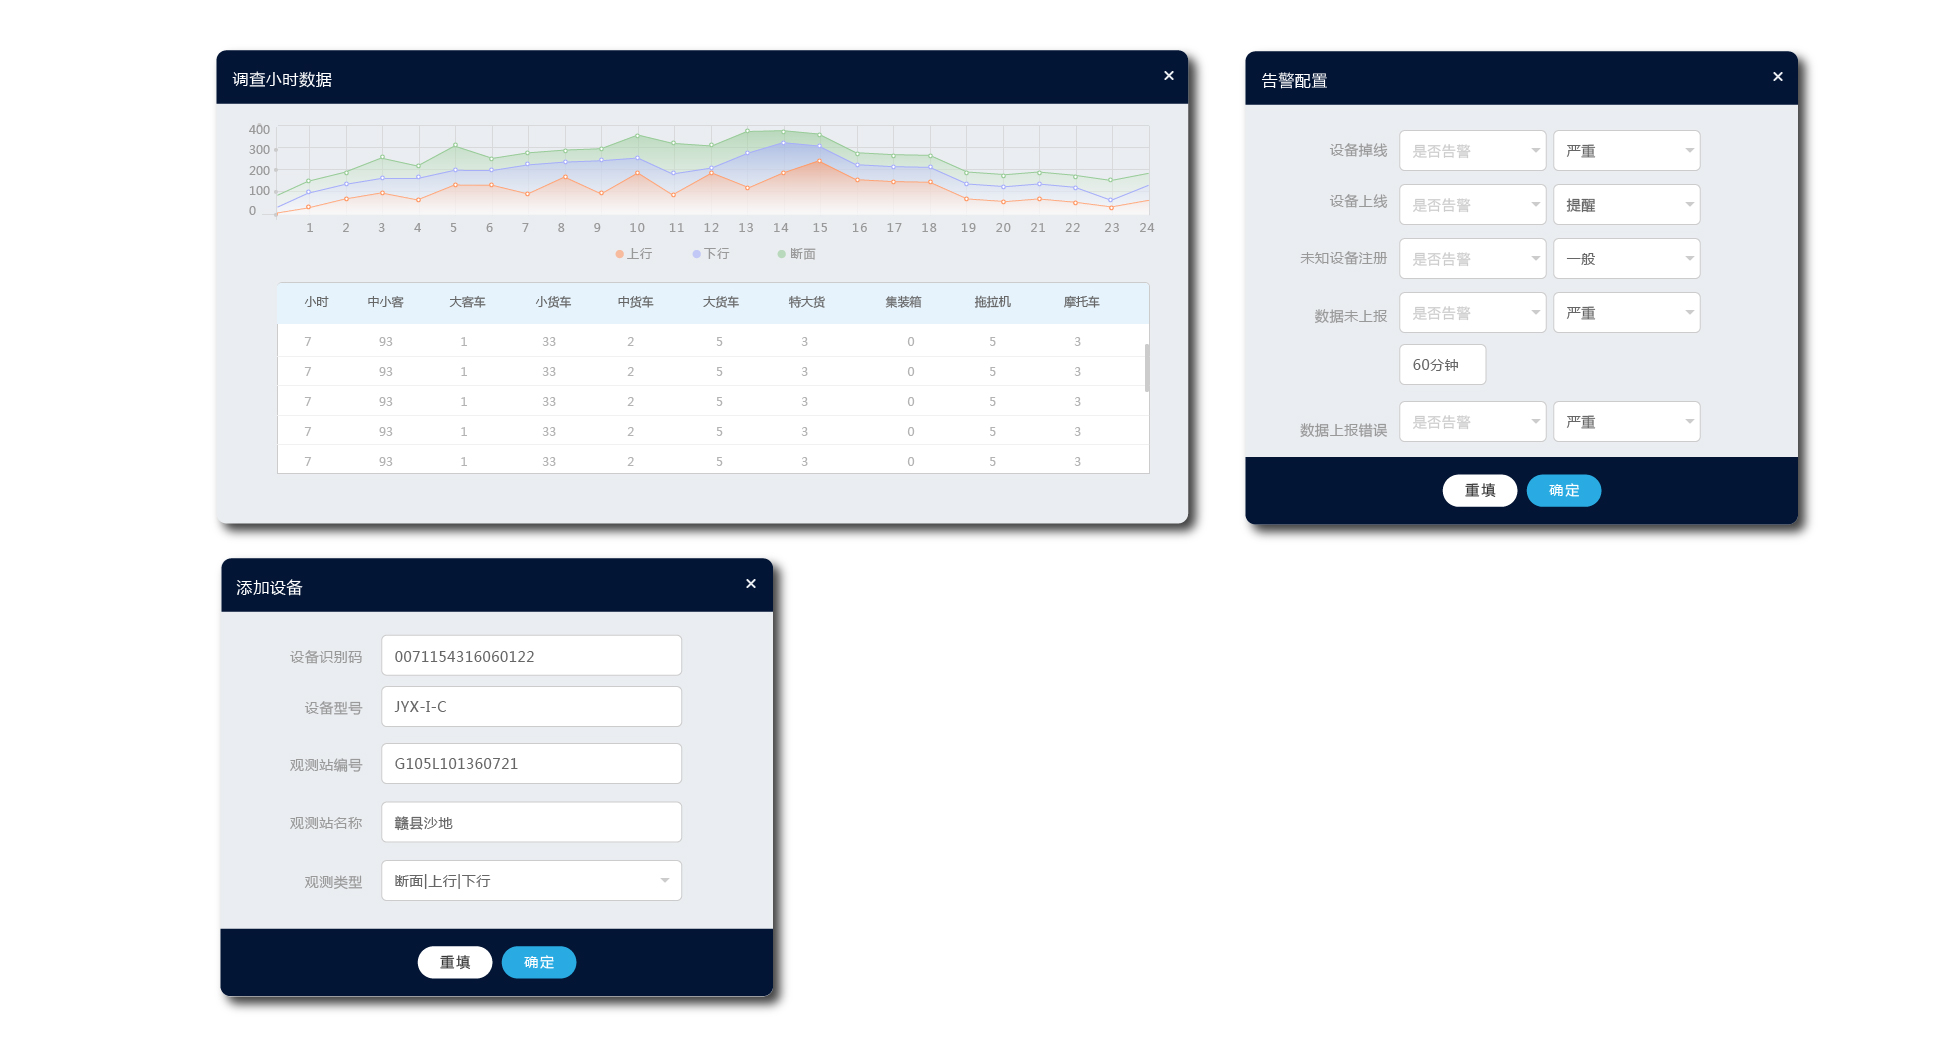 调查小时数据 ×
400
300
200
100
0
1 2 3 4 5 6 7 8 9 10 11 12 13 14 15 16 17 18 19 20 21 22 23 24
上行 下行 断面
小时 中小客 大客车 小货车 中货车 大货车 特大货 集装箱 拖拉机 摩托车
7 93 1 33 2 5 3 0 5 3
7 93 1 33 2 5 3 0 5 3
7 93 1 33 2 5 3 0 5 3
7 93 1 33 2 5 3 0 5 3
7 93 1 33 2 5 3 0 5 3
告警配置 ×
设备掉线 是否告警 严重
设备上线 是否告警 提醒
未知设备注册 是否告警 一般
数据未上报 是否告警 严重
60分钟
数据上报错误 是否告警 严重
重填 确定
添加设备 ×
设备识别码 0071154316060122
设备型号 JYX-I-C
观测站编号 G105L101360721
观测站名称 赣县沙地
观测类型 断面|上行|下行
重填 确定